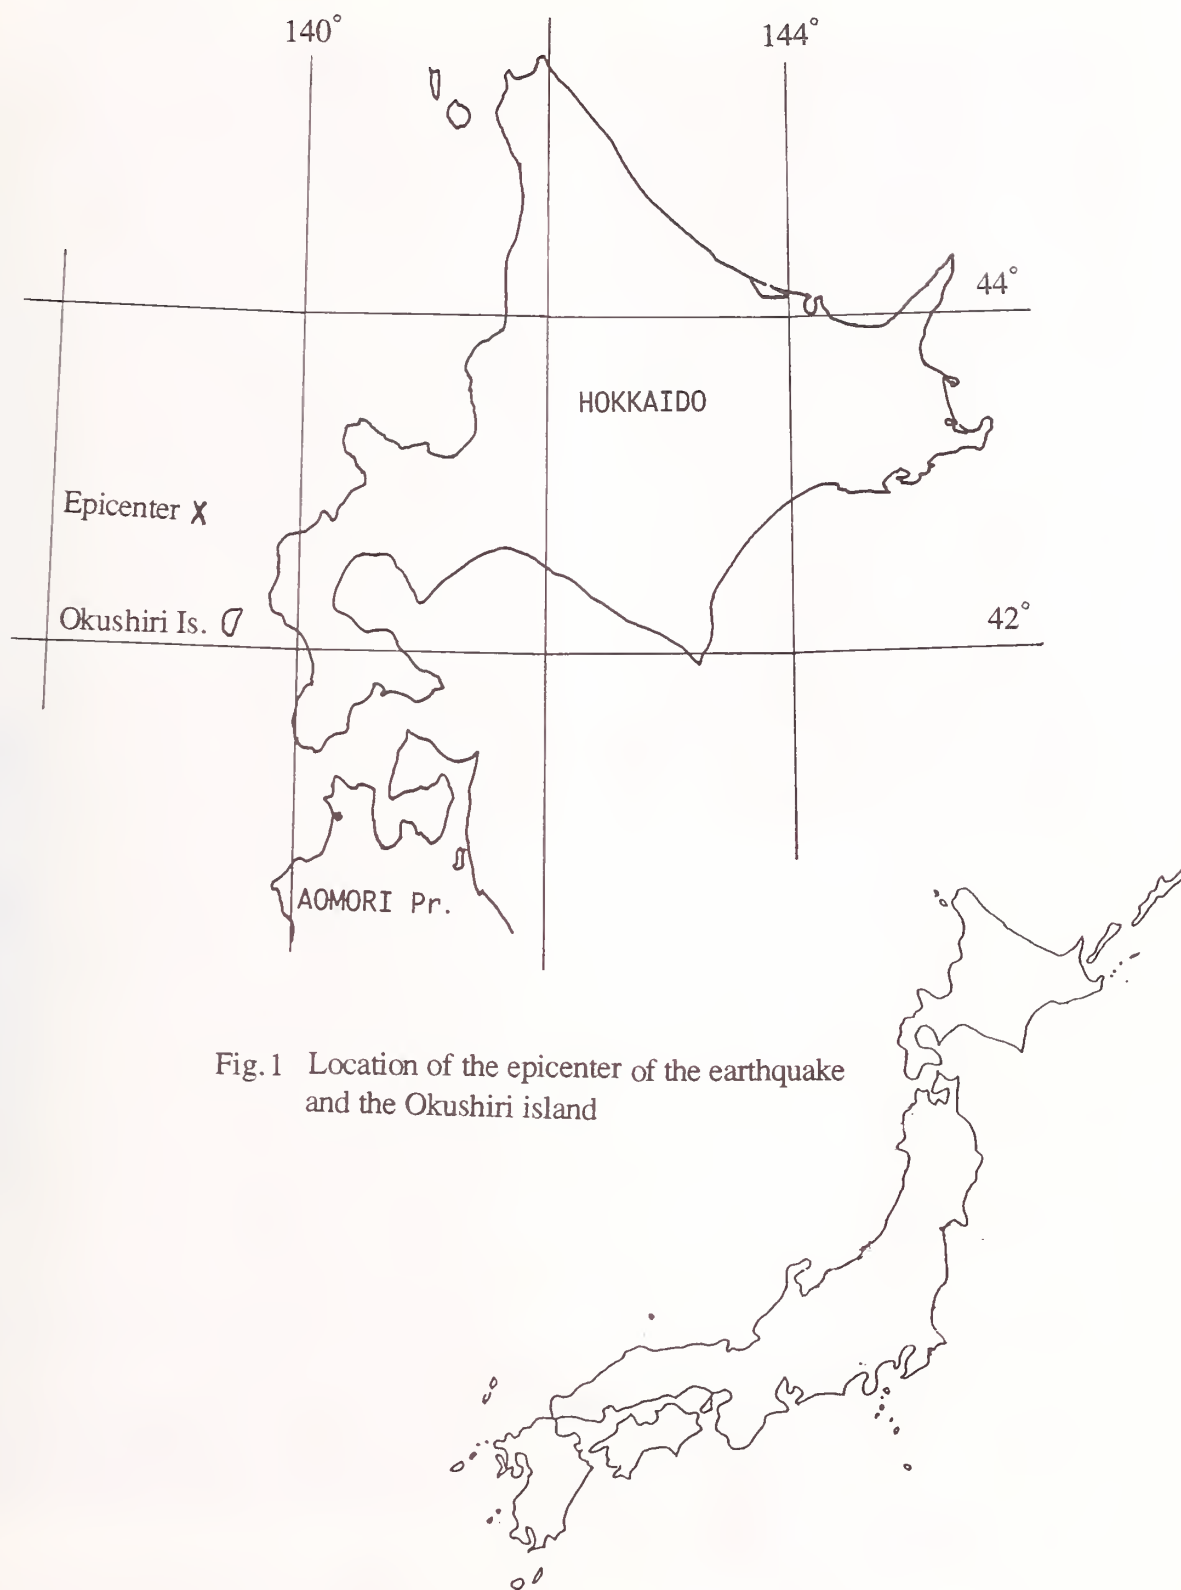 140°
144°
44°
HOKKAIDO
Epicenter X
Okushiri Is.
42°
AOMORI Pr.
Fig.1 Location of the epicenter of the earthquake
and the Okushiri island